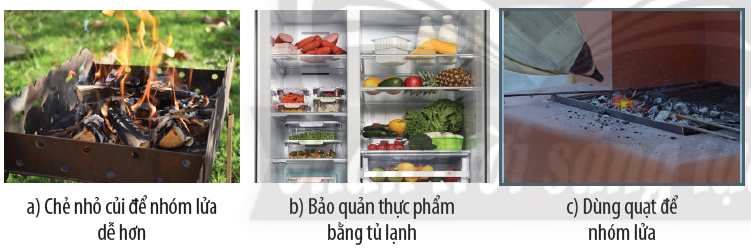 a) Chẻ nhỏ củi để nhóm lửa
dễ hơn
b) Bảo quản thực phẩm
bằng tủ lạnh
c) Dùng quạt để
nhóm lửa